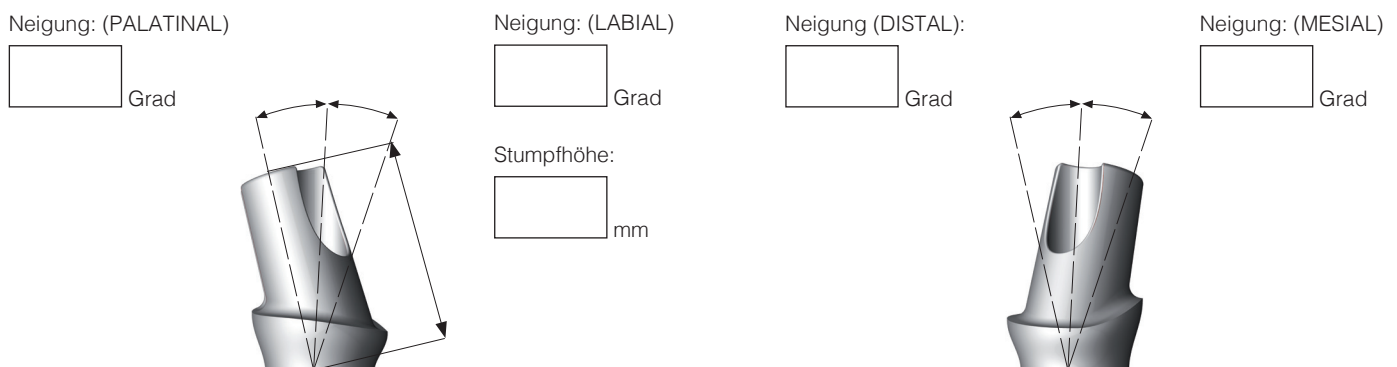 Neigung: (PALATINAL)
Grad
Neigung: (LABIAL)
Grad
Stumpfhöhe:
mm
Neigung (DISTAL):
Grad
Neigung: (MESIAL)
Grad